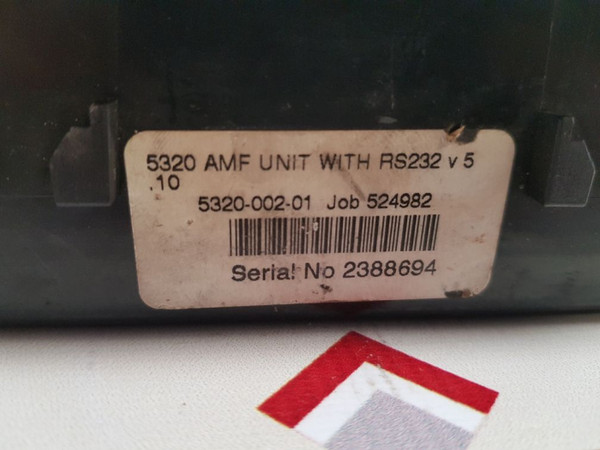 5320 AMF UNIT WITH RS232 v 5
.10
5320-002-01 Job 524982
Serial No 2388694